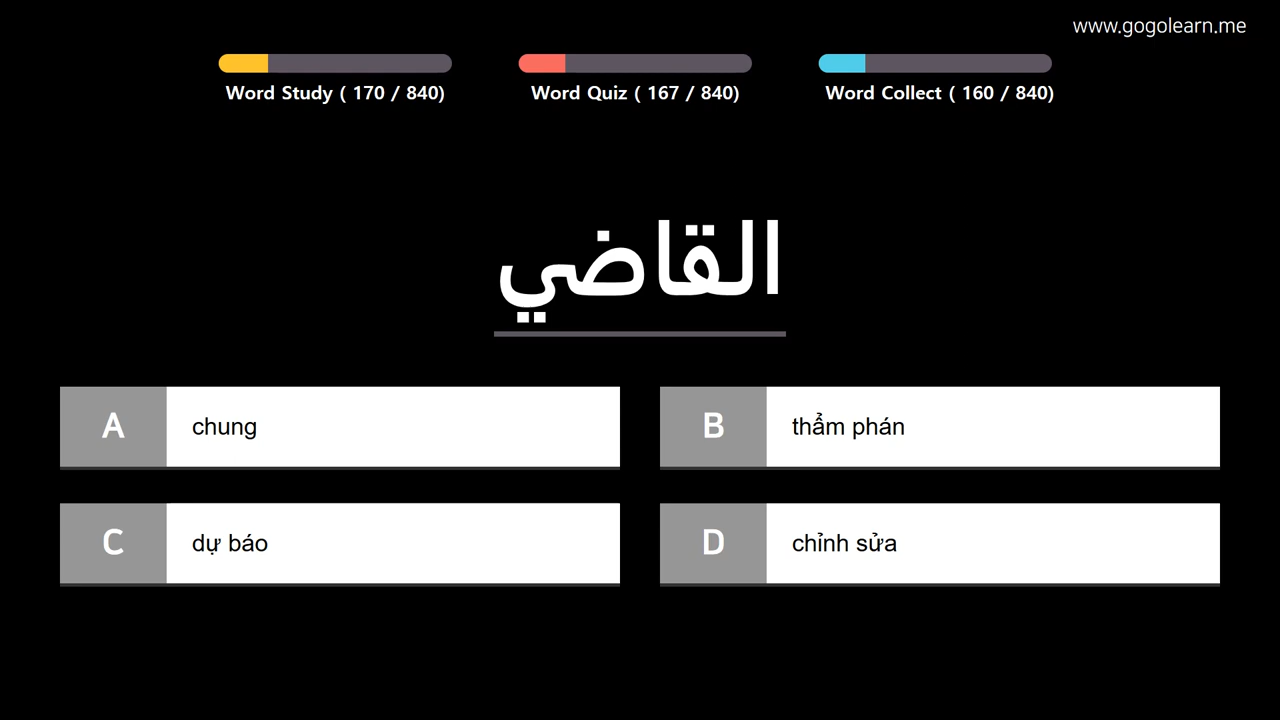 www.gogolearn.me
Word Study ( 170 / 840)
Word Quiz ( 167 / 840)
Word Collect ( 160 / 840)
القاضي
A chung
B thẩm phán
C dự báo
D chỉnh sửa